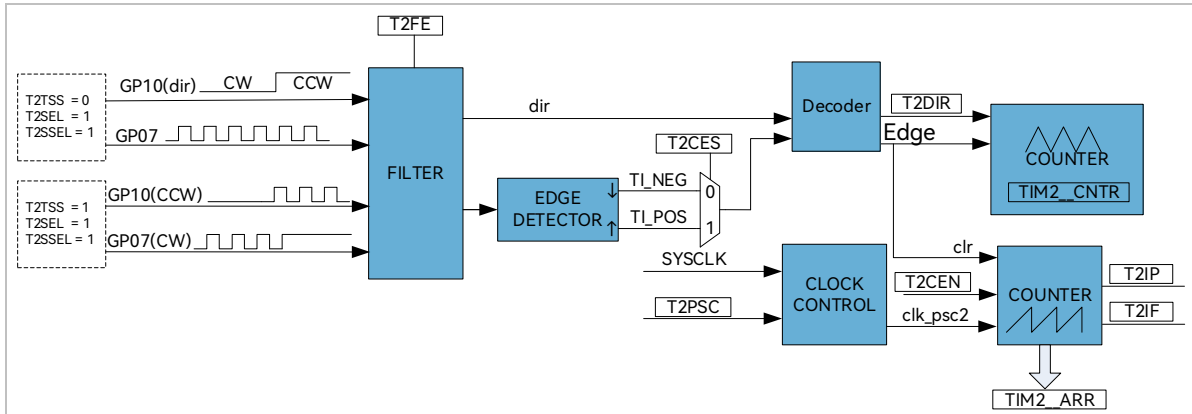 T2FE
T2TSS = 0
T2SEL = 1
T2SSEL = 1
GP10(dir)
CW
CCW
GP07
T2TSS = 1
T2SEL = 1
T2SSEL = 1
GP10(CCW)
GP07(CW)
FILTER
dir
T2CES
EDGE
DETECTOR
↓
↑
TI_NEG
TI_POS
0
1
Decoder
T2DIR
Edge
COUNTER
TIM2__CNTR
SYSCLK
T2PSC
CLOCK
CONTROL
clr
T2CEN
clk_psc2
COUNTER
T2IP
T2IF
TIM2__ARR